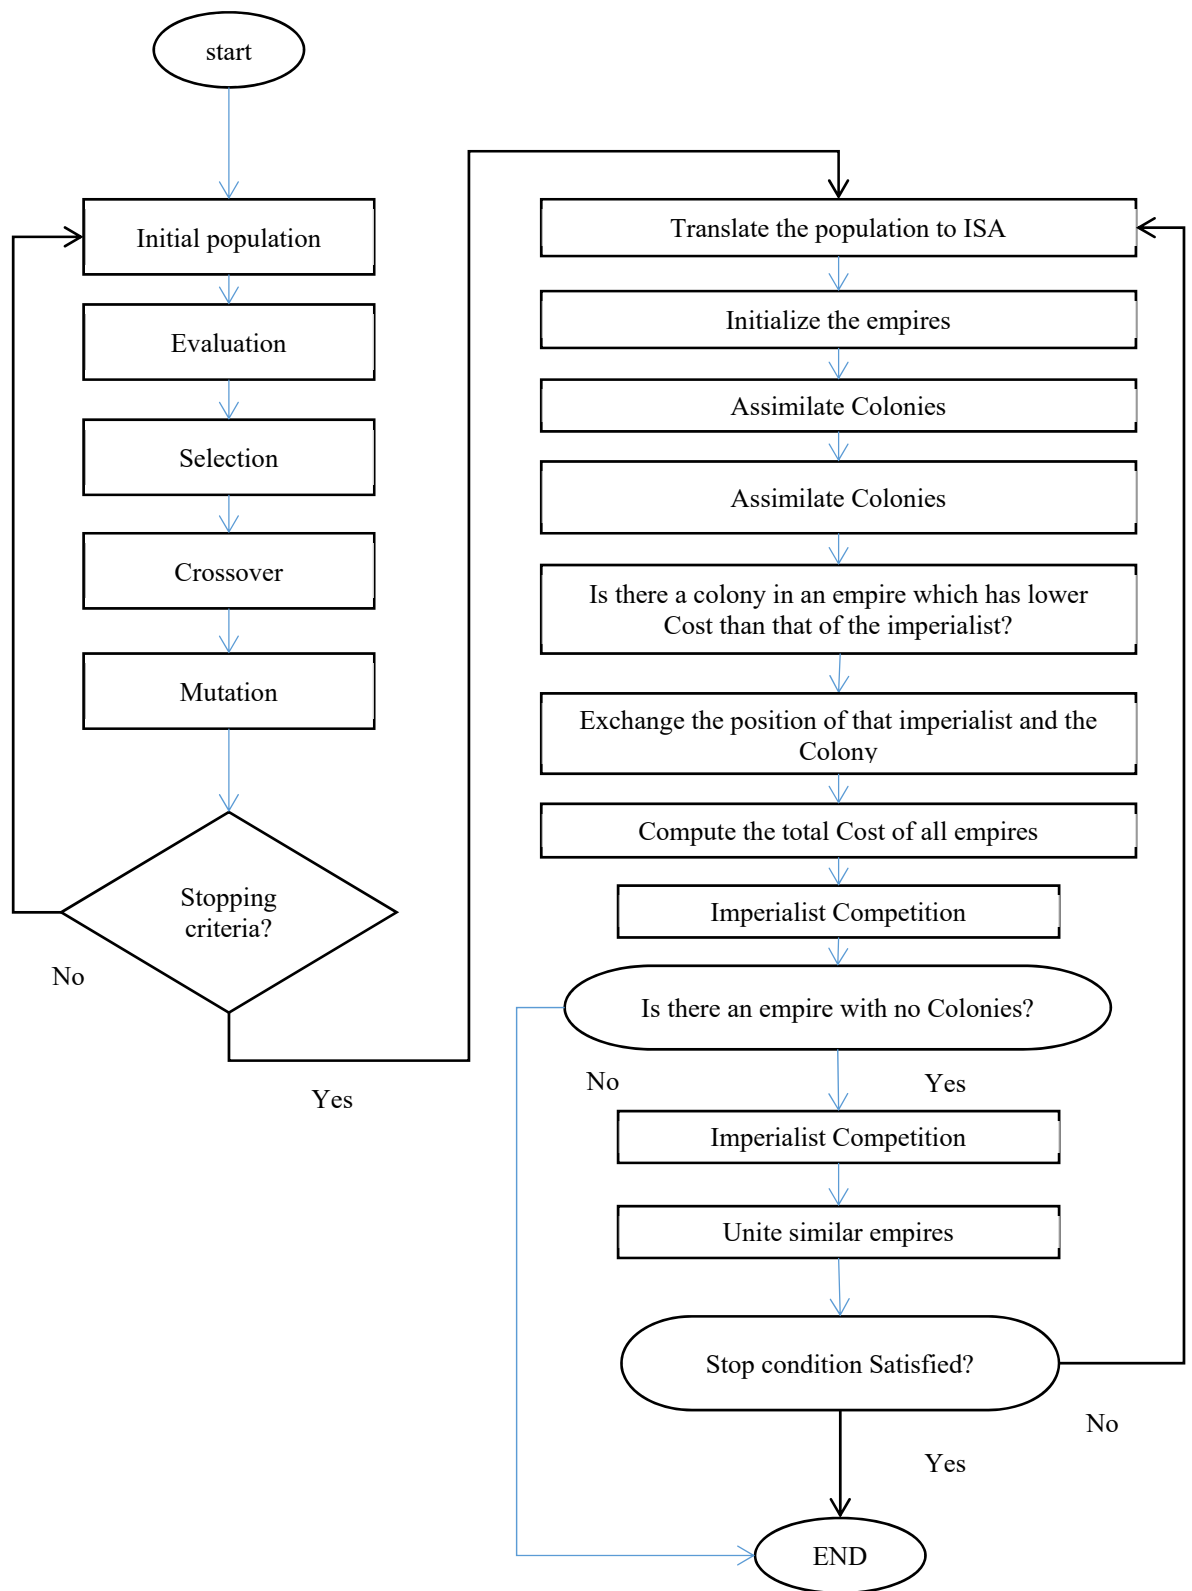 start
Initial population
Evaluation
Selection
Crossover
Mutation
Stopping
criteria?
No
Yes
Translate the population to ISA
Initialize the empires
Assimilate Colonies
Assimilate Colonies
Is there a colony in an empire which has lower
Cost than that of the imperialist?
Exchange the position of that imperialist and the
Colony
Compute the total Cost of all empires
Imperialist Competition
Is there an empire with no Colonies?
No
Yes
Imperialist Competition
Unite similar empires
Stop condition Satisfied?
No
Yes
END